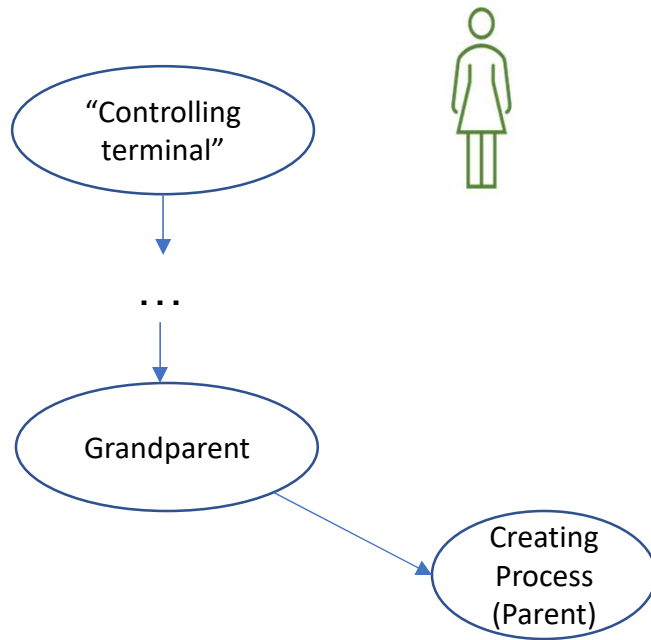 “Controlling
terminal”
...
Grandparent
Creating
Process
(Parent)